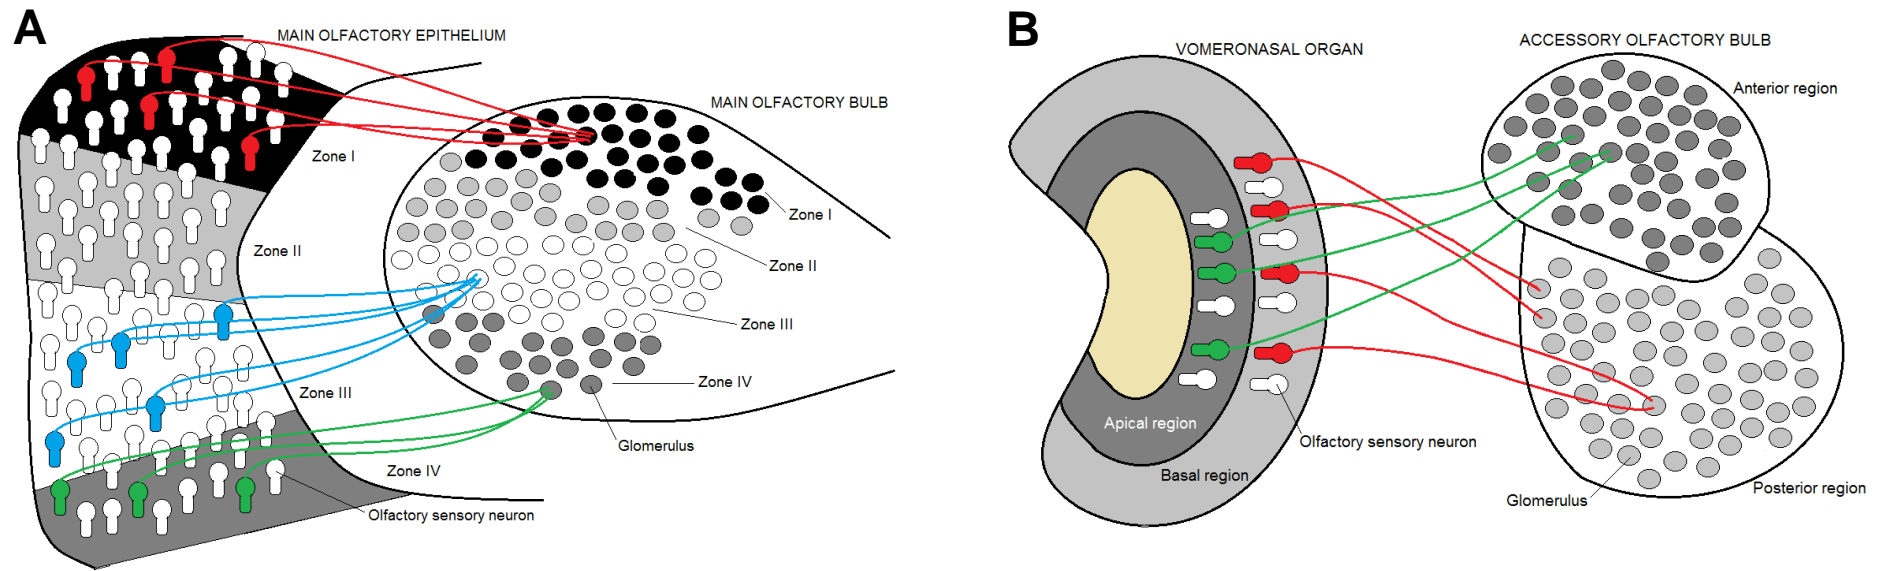 A
MAIN OLFACTORY EPITHELIUM
MAIN OLFACTORY BULB
Zone I
Zone I
Zone II
Zone II
Zone III
Zone III
Zone IV
Zone IV
Glomerulus
Olfactory sensory neuron
B
VOMERONASAL ORGAN
ACCESSORY OLFACTORY BULB
Anterior region
Apical region
Olfactory sensory neuron
Basal region
Glomerulus
Posterior region